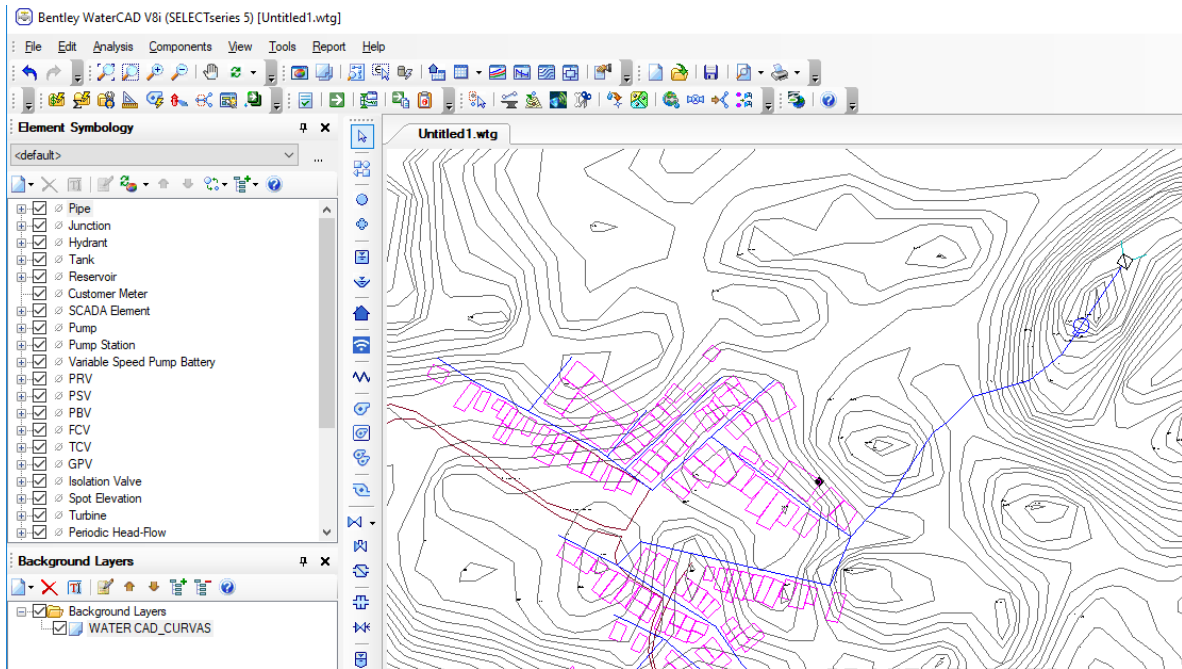 Bentley WaterCAD V8i (SELECTseries 5) [Untitled1.wtg]
File Edit Analysis Components View Tools Report Help
Element Symbology
<default>
...
Pipe
Junction
Hydrant
Tank
Reservoir
Customer Meter
SCADA Element
Pump
Pump Station
Variable Speed Pump Battery
PRV
PSV
PBV
FCV
TCV
GPV
Isolation Valve
Spot Elevation
Turbine
Periodic Head-Flow
Background Layers
Background Layers
WATER CAD_CURVAS
Untitled1.wtg